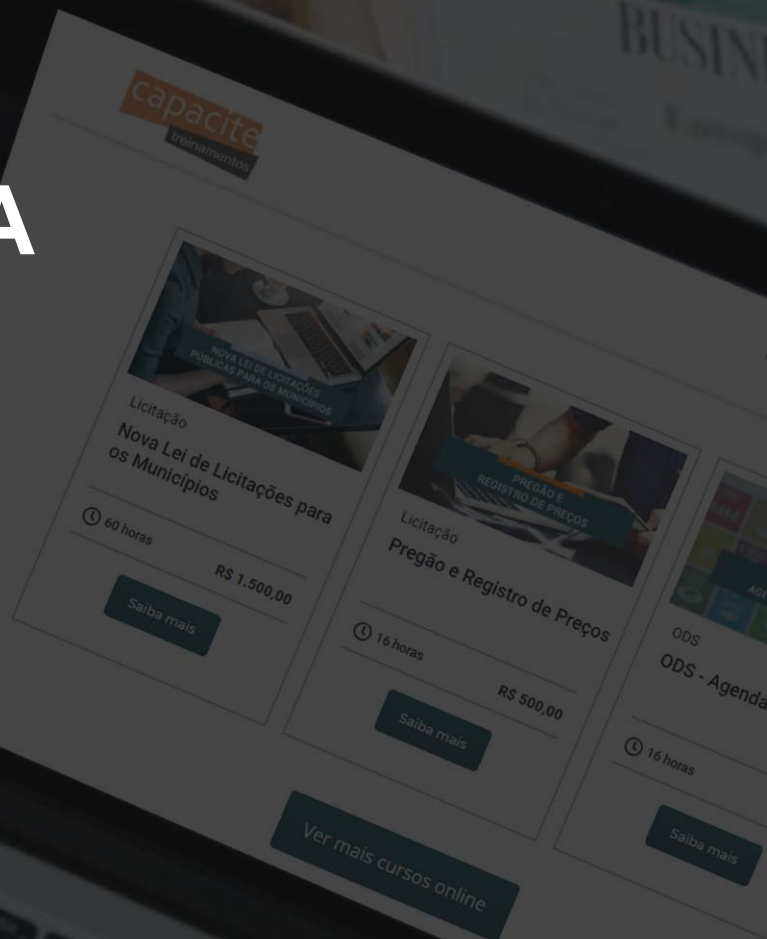 BUSIN
capacite
treinamentos
A
NOVA LEI DE LICITAÇÕES
PÚBLICAS PARA OS MUNICÍPIOS
Licitação
Nova Lei de Licitações para
os Municípios
60 horas
R$ 1.500,00
Saiba mais
PREGÃO E
REGISTRO DE PREÇOS
Licitação
Pregão e Registro de Preços
16 horas
R$ 500,00
Saiba mais
ODS
ODS - Agenda
16 horas
Saiba mais
Ver mais cursos online